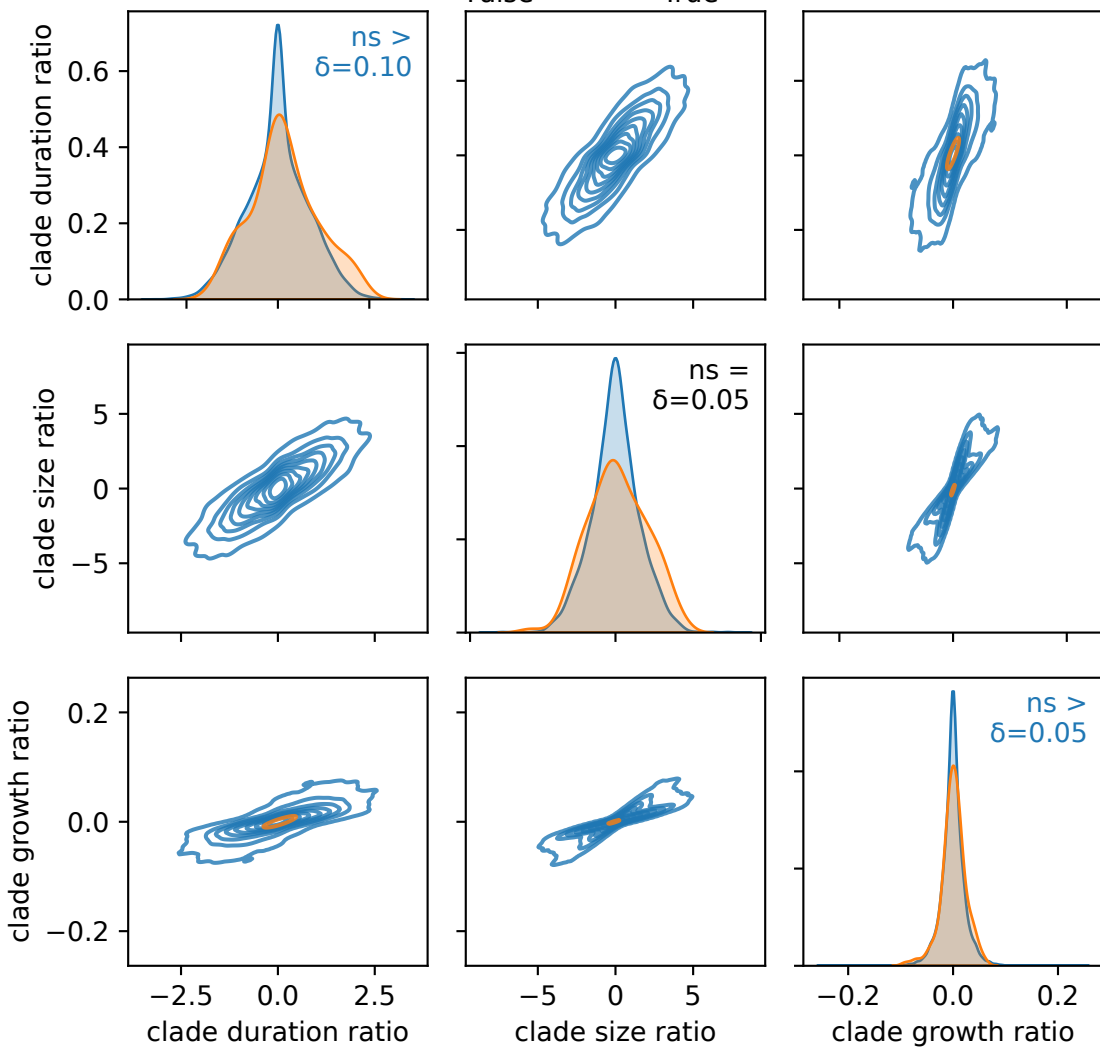 clade duration ratio
0.6
0.4
0.2
0.0
ns >
δ=0.10
clade size ratio
5
0
−5
ns =
δ=0.05
clade growth ratio
0.2
0.0
−0.2
ns >
δ=0.05
−2.5 0.0 2.5
−5 0 5
−0.2 0.0 0.2
clade duration ratio
clade size ratio
clade growth ratio